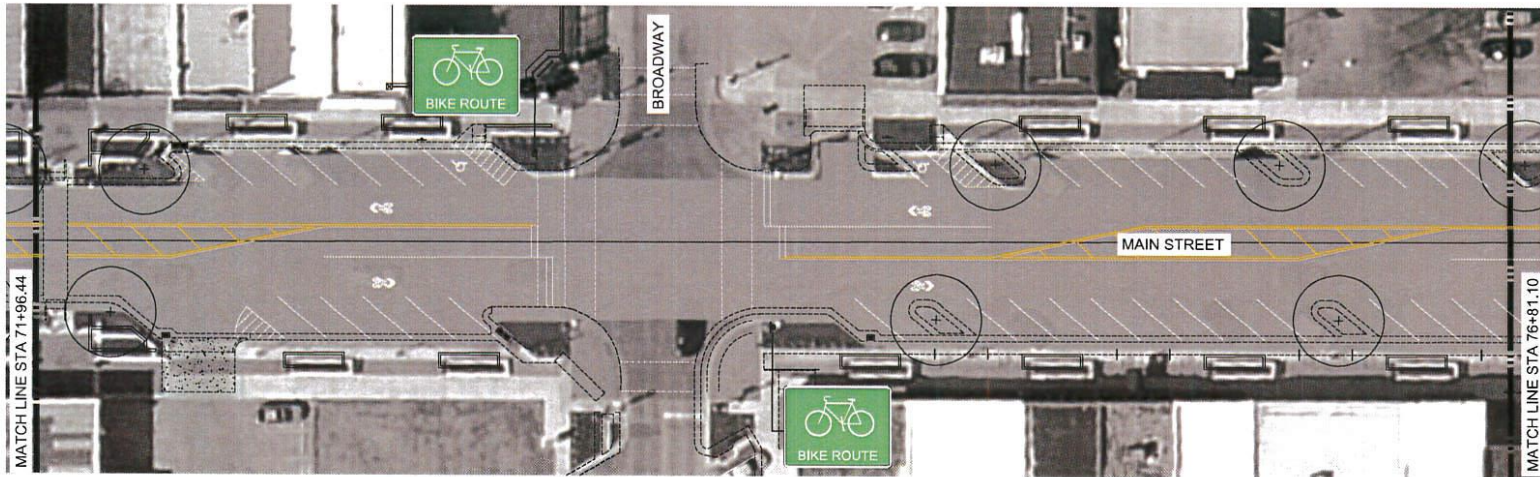 BIKE ROUTE
BROADWAY
MAIN STREET
MATCH LINE STA 71+96.44
MATCH LINE STA 76+81.10
BIKE ROUTE